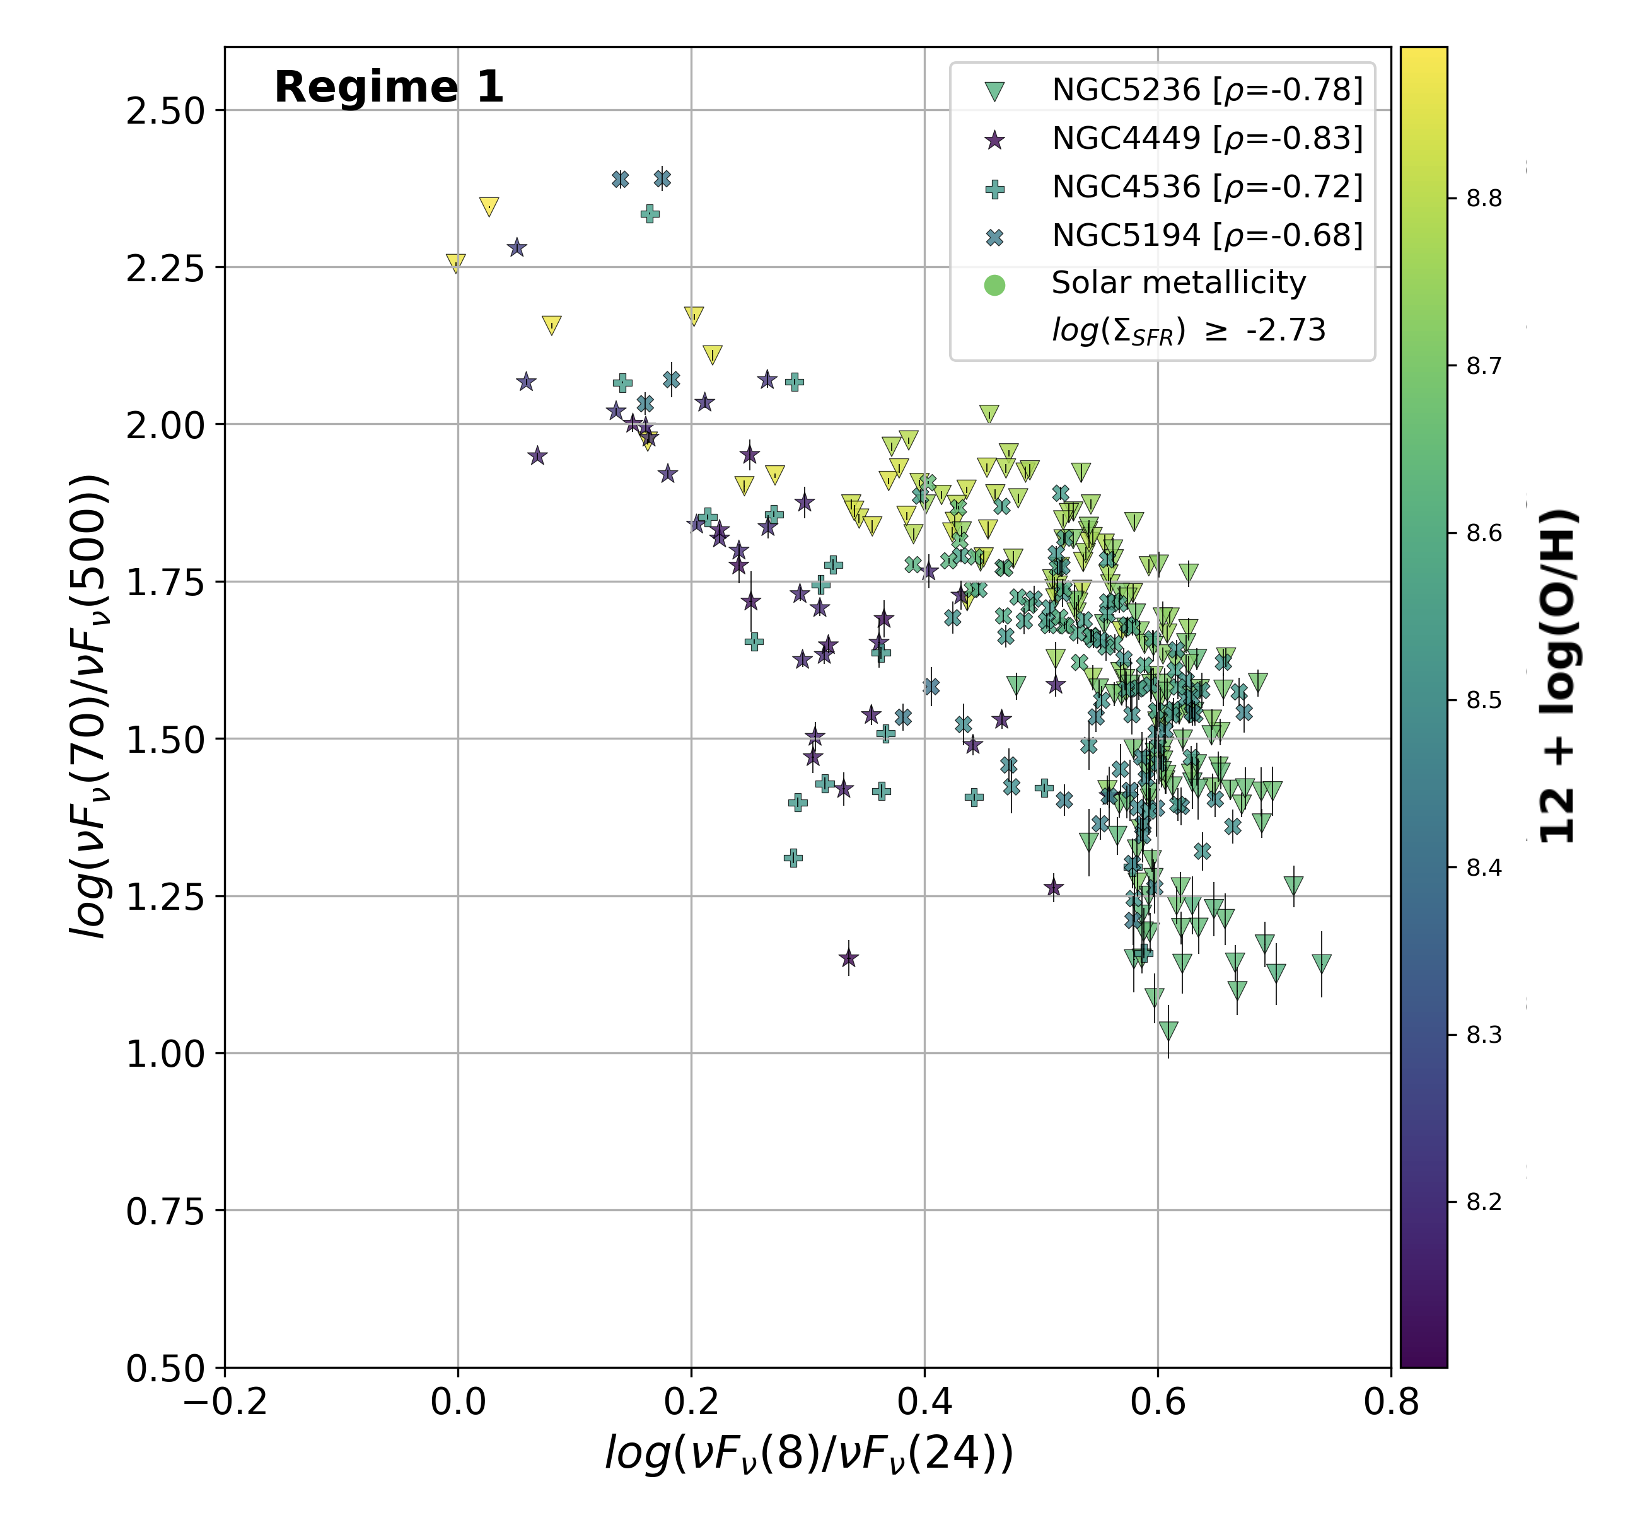 Regime 1
NGC5236 [ρ=-0.78]
NGC4449 [ρ=-0.83]
NGC4536 [ρ=-0.72]
NGC5194 [ρ=-0.68]
Solar metallicity
log(Σ_SFR) ≥ -2.73
2.50
2.25
2.00
1.75
1.50
1.25
1.00
0.75
0.50
log(νF_ν(70)/νF_ν(500))
−0.2
0.0
0.2
0.4
0.6
0.8
log(νF_ν(8)/νF_ν(24))
8.8
8.7
8.6
8.5
8.4
8.3
8.2
12 + log(O/H)